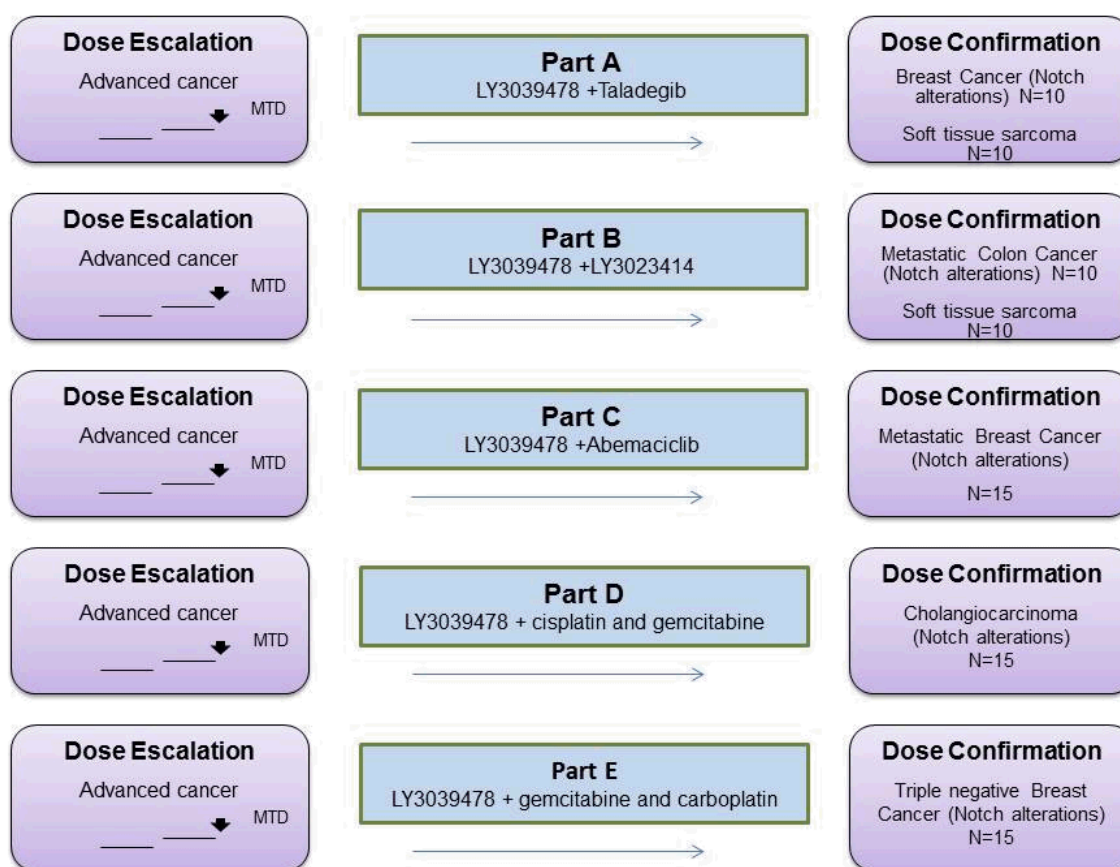 Dose Escalation
Advanced cancer
MTD
Part A
LY3039478 +Taladegib
Dose Confirmation
Breast Cancer (Notch
alterations) N=10
Soft tissue sarcoma
N=10
Dose Escalation
Advanced cancer
MTD
Part B
LY3039478 +LY3023414
Dose Confirmation
Metastatic Colon Cancer
(Notch alterations) N=10
Soft tissue sarcoma
N=10
Dose Escalation
Advanced cancer
MTD
Part C
LY3039478 +Abemaciclib
Dose Confirmation
Metastatic Breast Cancer
(Notch alterations)
N=15
Dose Escalation
Advanced cancer
MTD
Part D
LY3039478 + cisplatin and gemcitabine
Dose Confirmation
Cholangiocarcinoma
(Notch alterations)
N=15
Dose Escalation
Advanced cancer
MTD
Part E
LY3039478 + gemcitabine and carboplatin
Dose Confirmation
Triple negative Breast
Cancer (Notch alterations)
N=15